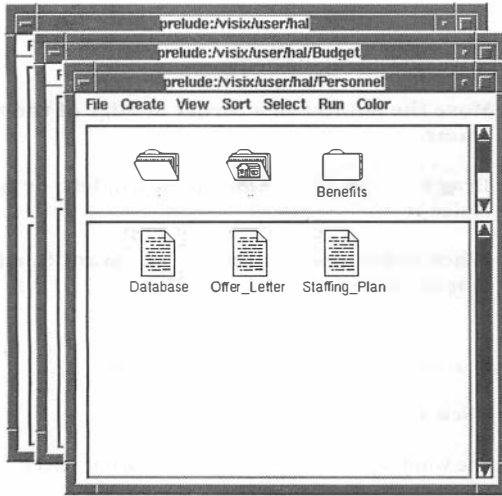 prelude:/visix/user/hal
prelude:/visix/user/hal/Budget
prelude:/visix/user/hal/Personnel
File Create View Sort Select Run Color
.
..
Benefits
Database Offer_Letter Staffing_Plan